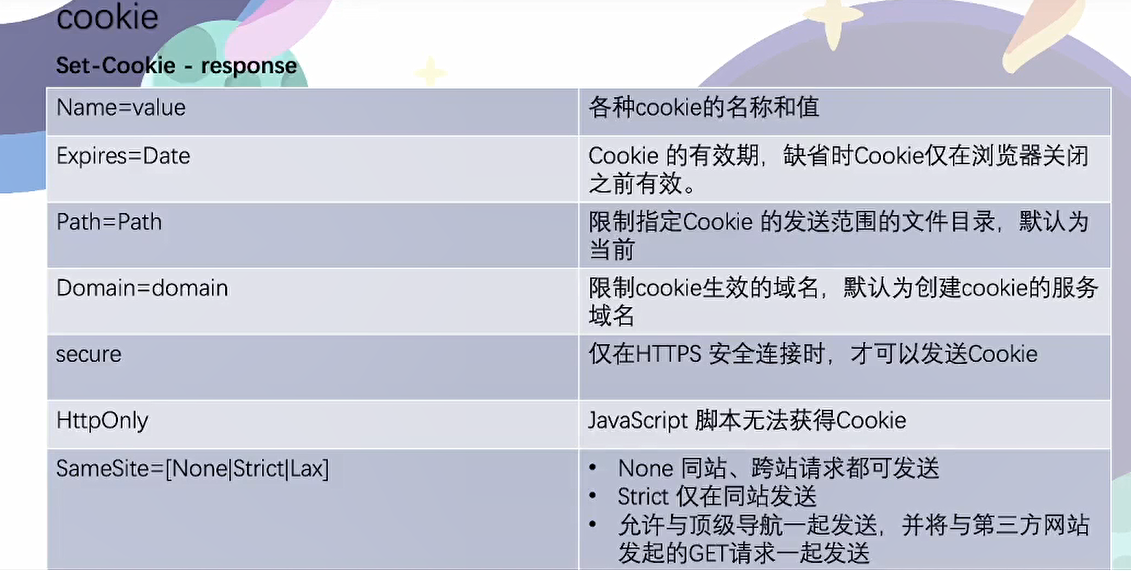 cookie
Set-Cookie - response
Name=value
各种cookie的名称和值
Expires=Date
Cookie 的有效期，缺省时Cookie仅在浏览器关闭
之前有效。
Path=Path
限制指定Cookie 的发送范围的文件目录，默认为
当前
Domain=domain
限制cookie生效的域名，默认为创建cookie的服务
域名
secure
仅在HTTPS 安全连接时，才可以发送Cookie
HttpOnly
JavaScript 脚本无法获得Cookie
SameSite=[None|Strict|Lax]
• None 同站、跨站请求都可发送
• Strict 仅在同站发送
• 允许与顶级导航一起发送，并将与第三方网站
发起的GET请求一起发送